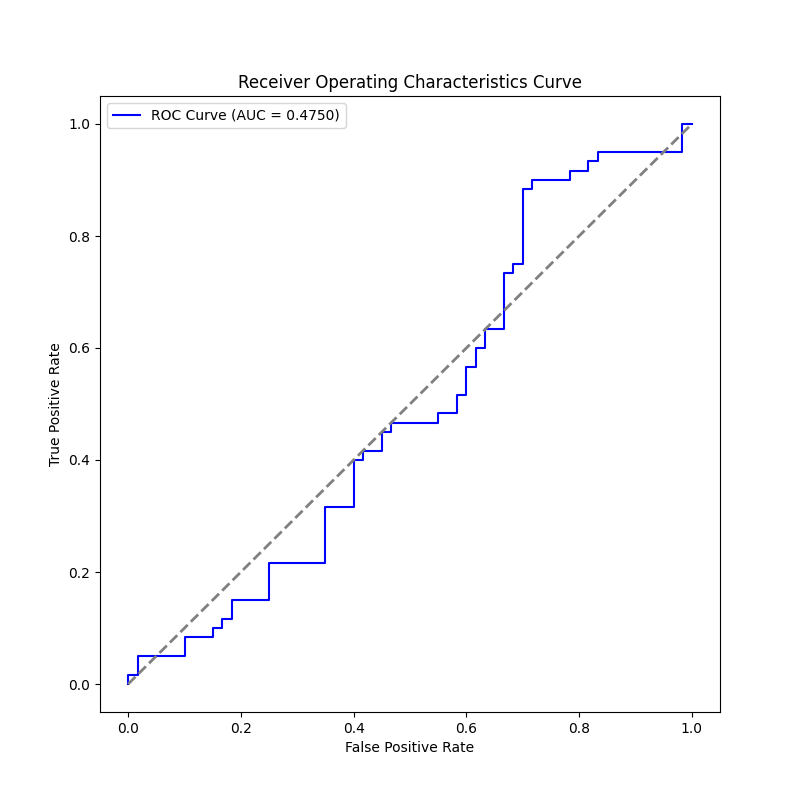 Receiver Operating Characteristics Curve
ROC Curve (AUC = 0.4750)
1.0
0.8
0.6
0.4
0.2
0.0
True Positive Rate
0.0 0.2 0.4 0.6 0.8 1.0
False Positive Rate